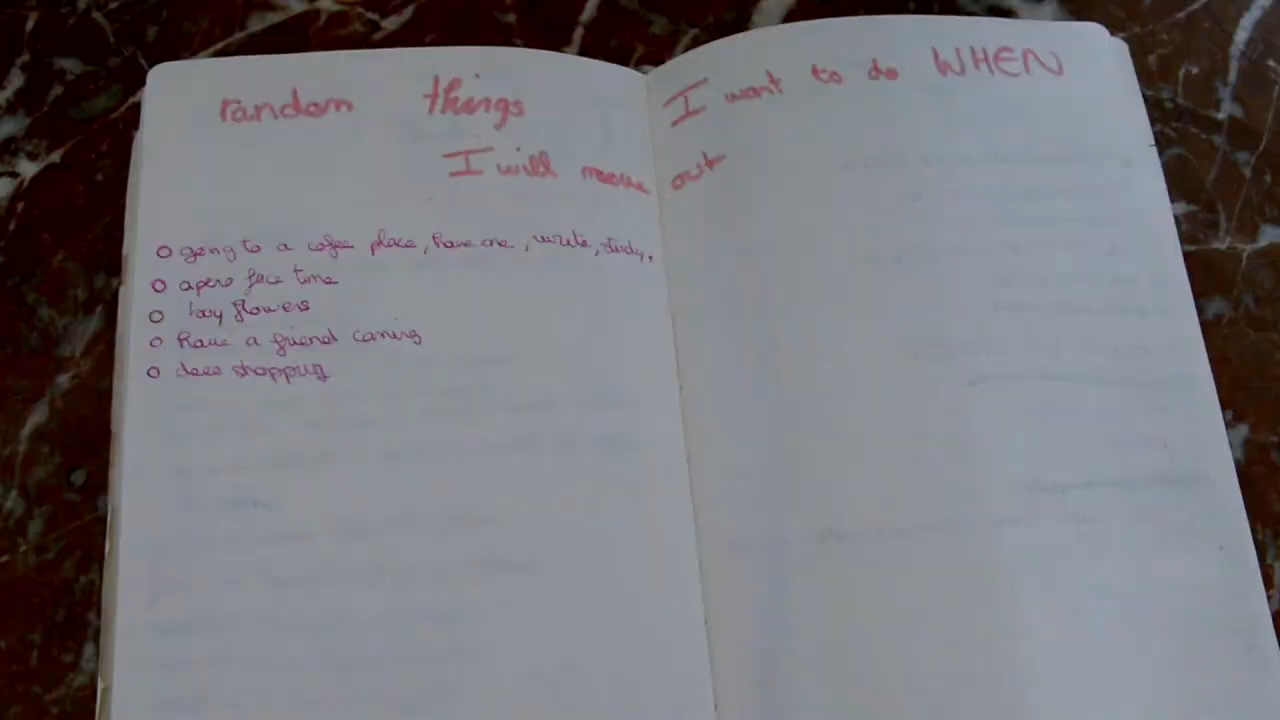 random things I want to do WHEN
I will move out
going to a cofee place, have one, write, study,
apero face time
buy flowers
have a friend coming
deco shopping